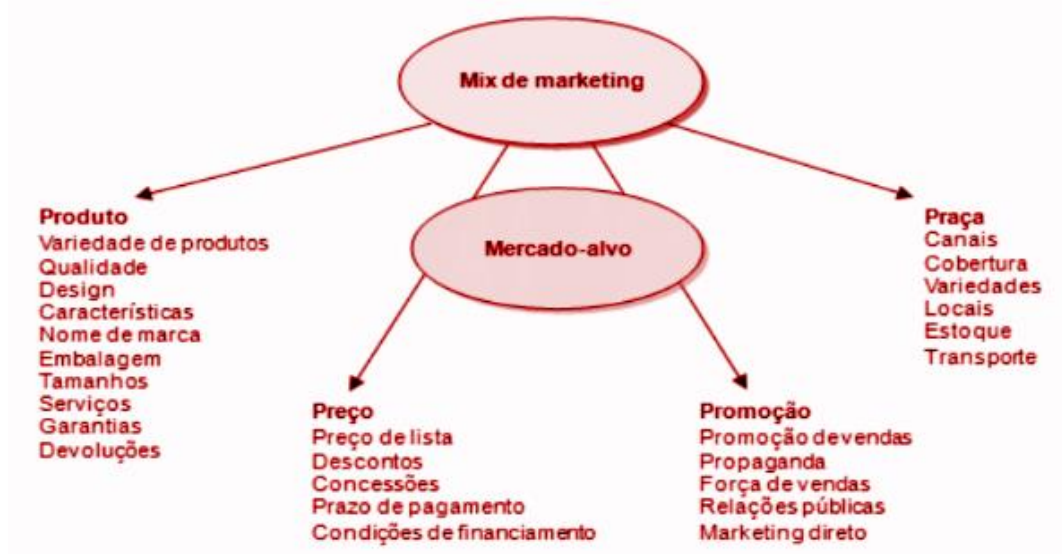 Mix de marketing
Mercado-alvo
Produto
Variedade de produtos
Qualidade
Design
Características
Nome de marca
Embalagem
Tamanhos
Serviços
Garantias
Devoluções
Preço
Preço de lista
Descontos
Concessões
Prazo de pagamento
Condições de financiamento
Promoção
Promoção de vendas
Propaganda
Força de vendas
Relações públicas
Marketing direto
Praça
Canais
Cobertura
Variedades
Locais
Estoque
Transporte